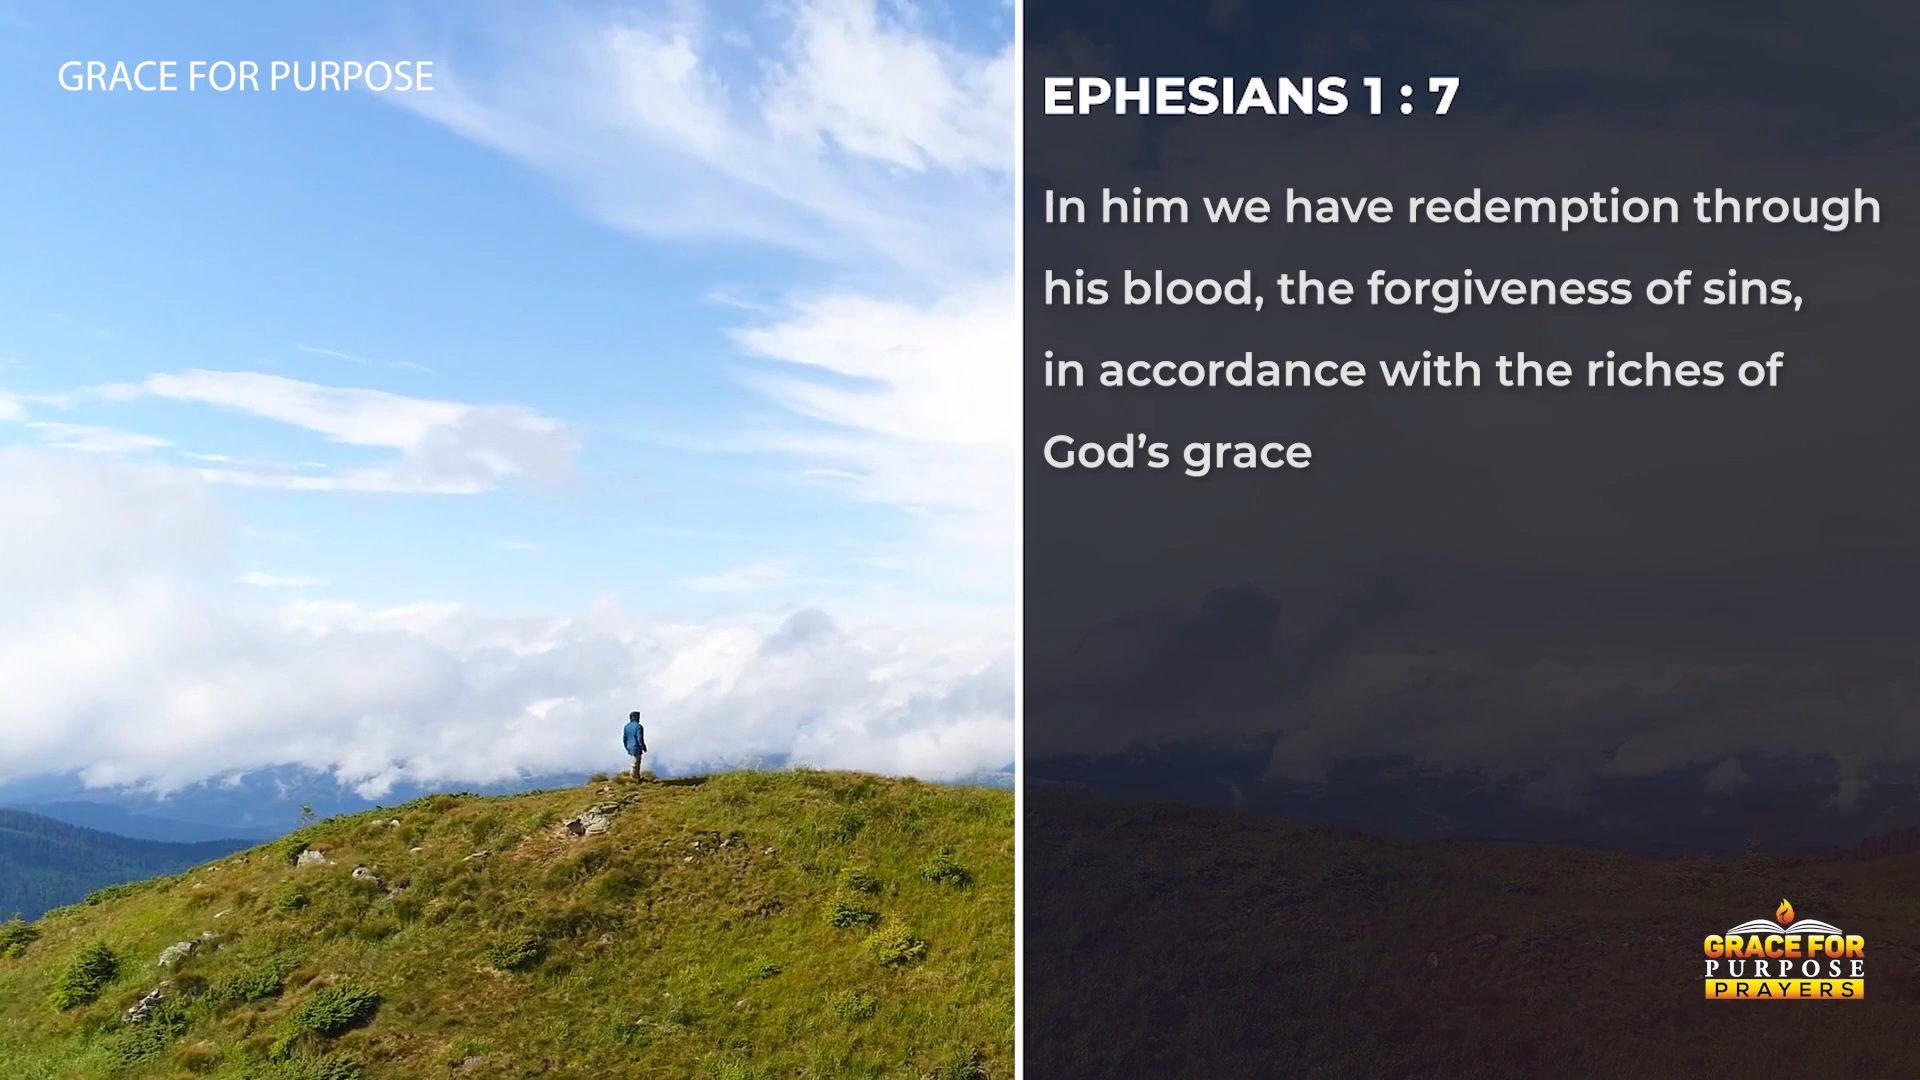 GRACE FOR PURPOSE
EPHESIANS 1 : 7
In him we have redemption through
his blood, the forgiveness of sins,
in accordance with the riches of
God’s grace
GRACE FOR
PURPOSE
PRAYERS